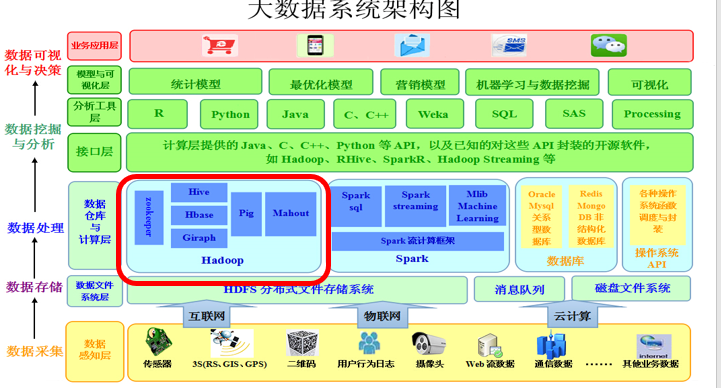 大数据系统架构图
数据可视
化与决策
业务应用层
SMS
模型与可
视化层
统计模型
最优化模型
营销模型
机器学习与数据挖掘
可视化
分析工具
层
R
Python
Java
C、C++
Weka
SQL
SAS
Processing
数据挖掘
与分析
接口层
计算层提供的 Java、C、C++、Python 等 API，以及已知的对这些 API 封装的开源软件，
如 Hadoop、RHive、SparkR、Hadoop Streaming 等
数据处理
数据
仓库
与
计算层
zookeeper
Hive
Hbase
Giraph
Pig
Mahout
Hadoop
Spark
sql
Spark
streaming
Mlib
Machine
Learning
Spark 流计算框架
Spark
Oracle
Mysql
关系
型数
据库
Redis
Mongo
DB 非
结构化
数据库
数据库
各种操作
系统函数
调度与封
装
操作系统
API
数据存储
数据文件
系统层
HDFS 分布式文件存储系统
消息队列
磁盘文件系统
互联网
物联网
云计算
数据采集
数据
感知层
传感器
3S(RS、GIS、GPS)
二维码
用户行为日志
摄像头
Web 流数据
通信数据
……
internet
其他业务数据